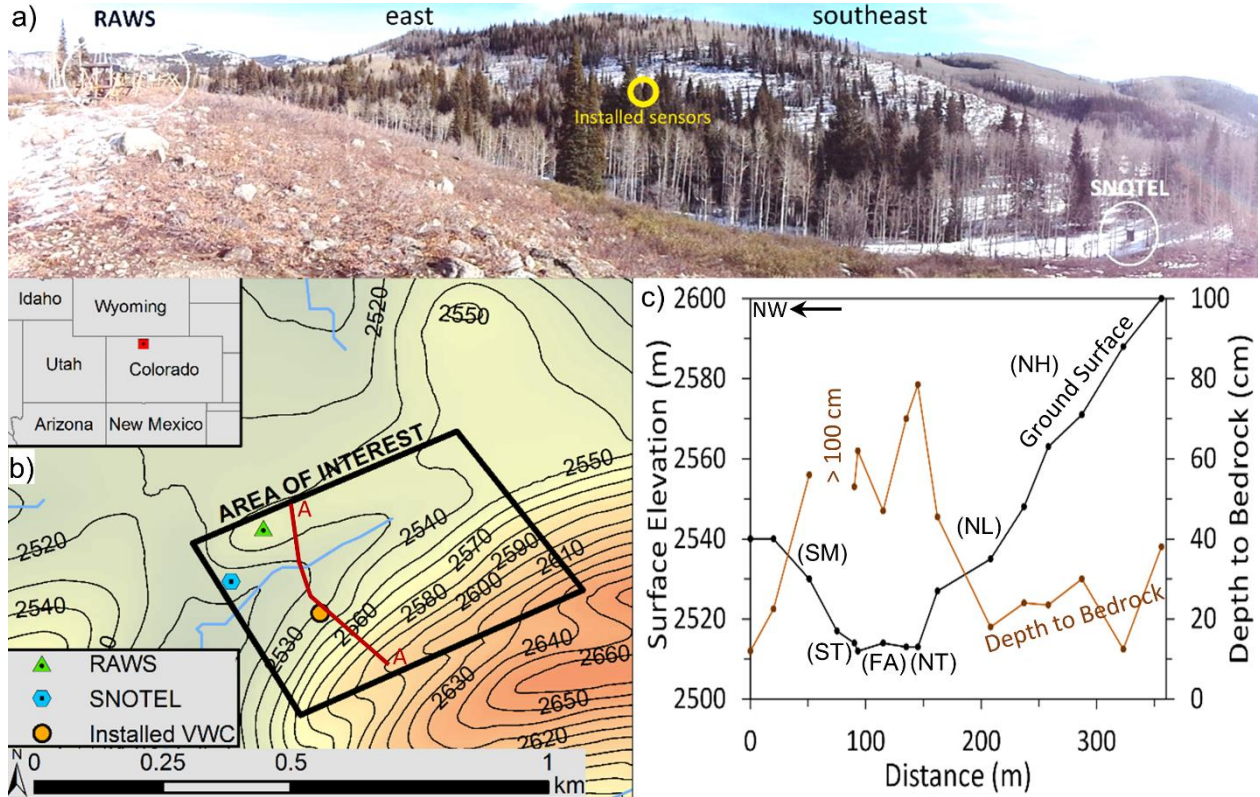 a)
RAWS
east
southeast
Installed sensors
SNOTEL
Idaho
Wyoming
Utah
Colorado
Arizona
New Mexico
b)
2520
2550
AREA OF INTEREST
A
A
2520
2540
2530
2540
2550
2560
2570
2580
2590
2600
2610
2630
2640
2660
2650
2620
RAWS
SNOTEL
Installed VWC
N
0
0.25
0.5
1
km
c)
NW
2600
2580
2560
2540
2520
2500
Surface Elevation (m)
> 100 cm
(SM)
(ST)
(FA)
(NT)
(NL)
(NH)
Ground Surface
Depth to Bedrock
100
80
60
40
20
0
Depth to Bedrock (cm)
0
100
200
300
Distance (m)